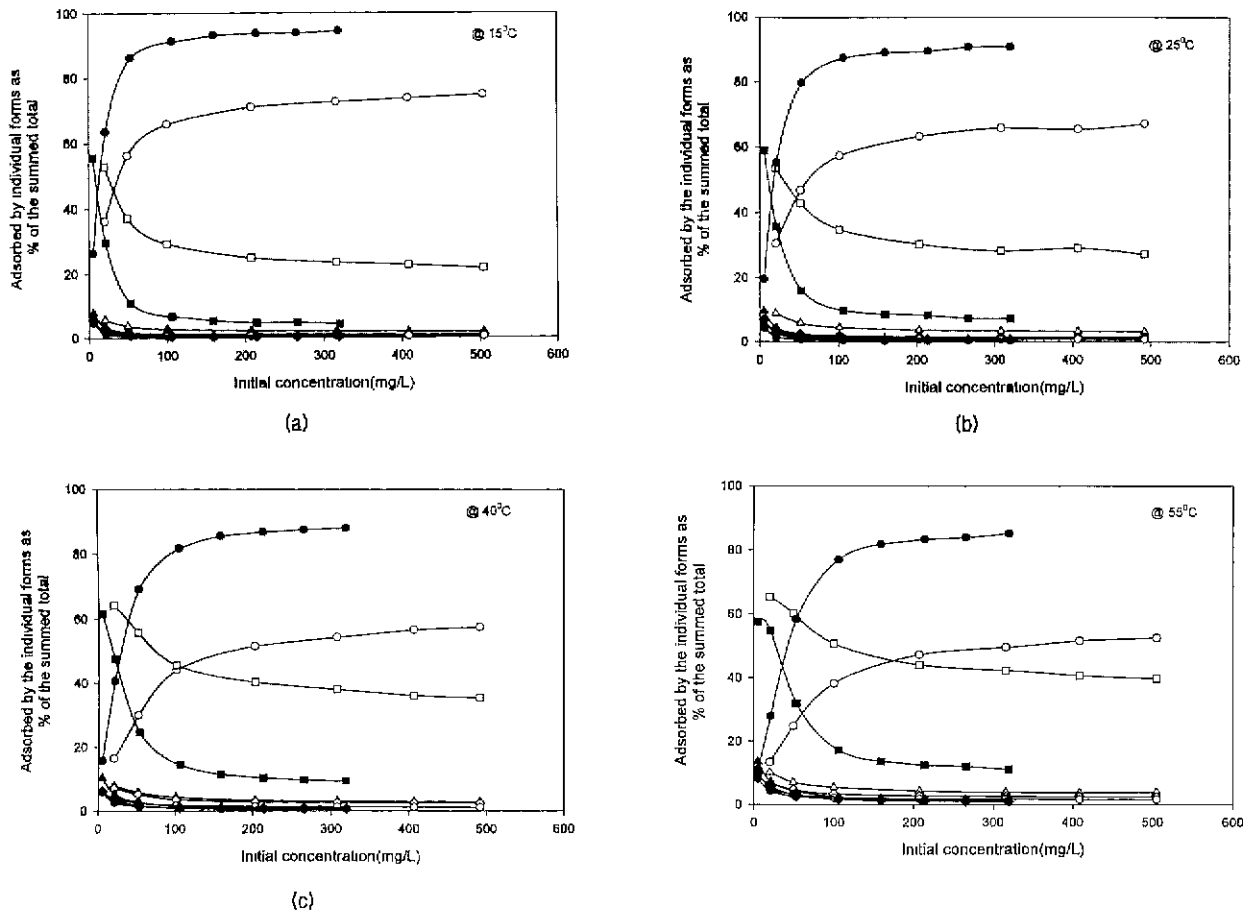 Adsorbed by individual forms as
% of the summed total
100
80
60
40
20
0
@ 15⁰C
0 100 200 300 400 500 600
Initial concentration(mg/L)
(a)
Adsorbed by the individual forms as
% of the summed total
100
80
60
40
20
0
@ 25⁰C
0 100 200 300 400 500 600
Initial concentration(mg/L)
(b)
Adsorbed by the individual forms as
% of the summed total
100
80
60
40
20
0
@ 40⁰C
0 100 200 300 400 500 600
Initial concentration(mg/L)
(c)
Adsorbed by the individual forms as
% of the summed total
100
80
60
40
20
0
@ 55⁰C
0 100 200 300 400 500 600
Initial concentration(mg/L)